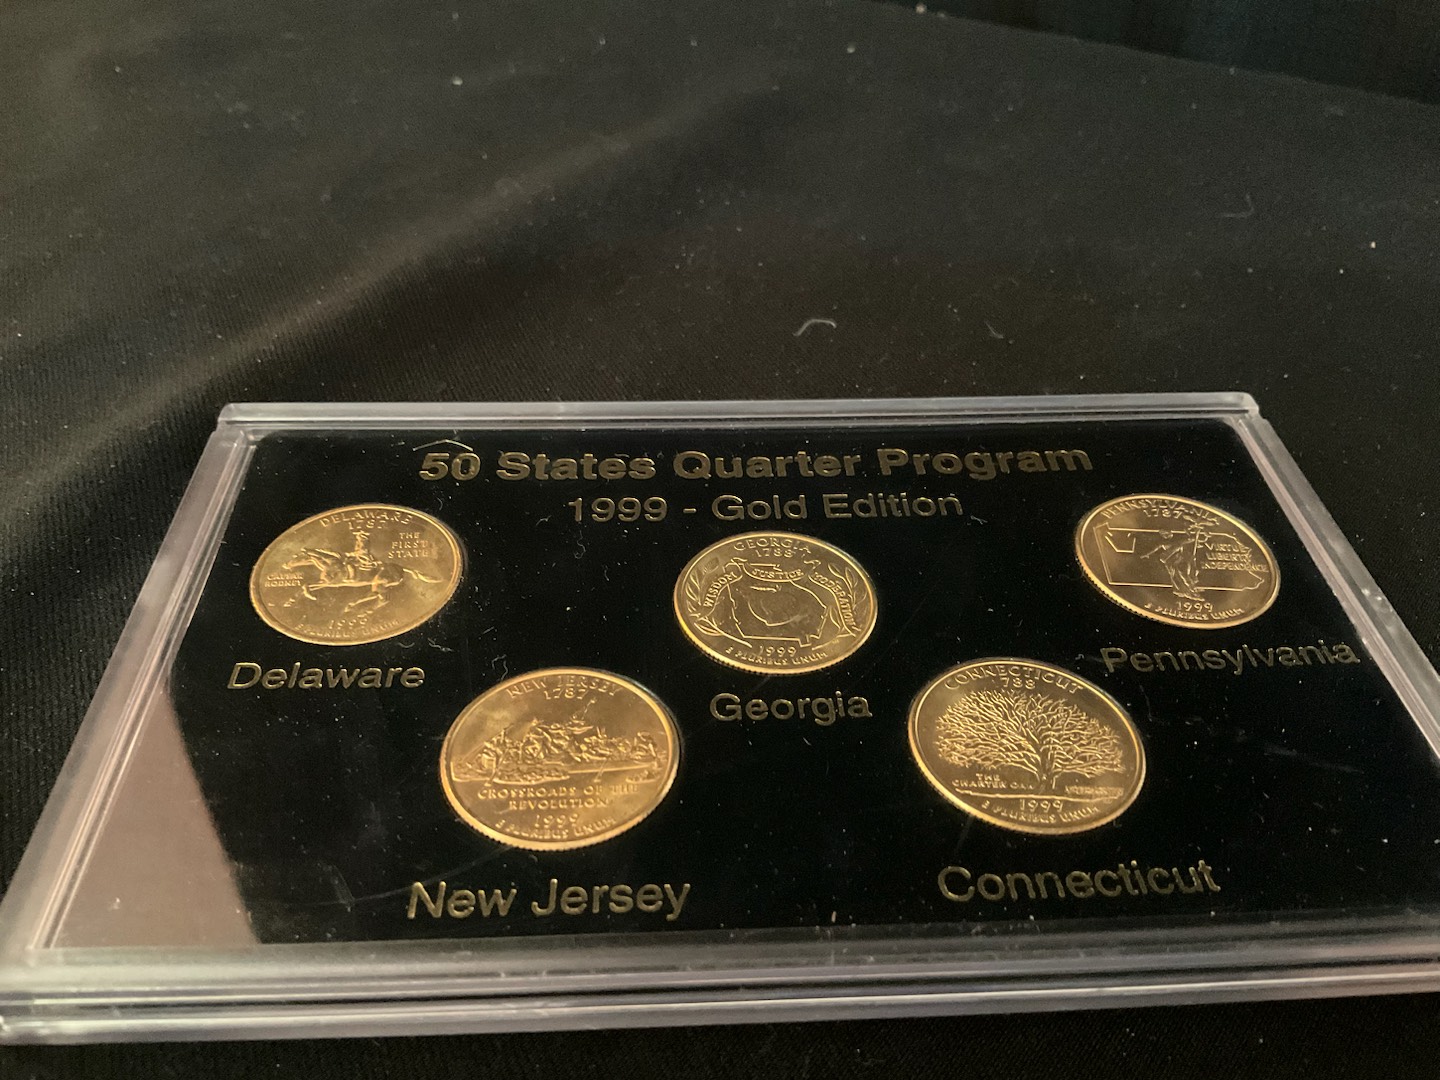 50 States Quarter Program
1999 - Gold Edition
DELAWARE
1787
THE
FIRST
STATE
CAESAR
RODNEY
1999
E PLURIBUS UNUM
Delaware
GEORGIA
1788
WISDOM JUSTICE MODERATION
1999
E PLURIBUS UNUM
Georgia
PENNSYLVANIA
1787
VIRTUE
LIBERTY
INDEPENDENCE
1999
E PLURIBUS UNUM
Pennsylvania
NEW JERSEY
1787
CROSSROADS OF THE
REVOLUTION
1999
E PLURIBUS UNUM
New Jersey
CONNECTICUT
1788
THE
CHARTER OAK
1999
E PLURIBUS UNUM
Connecticut